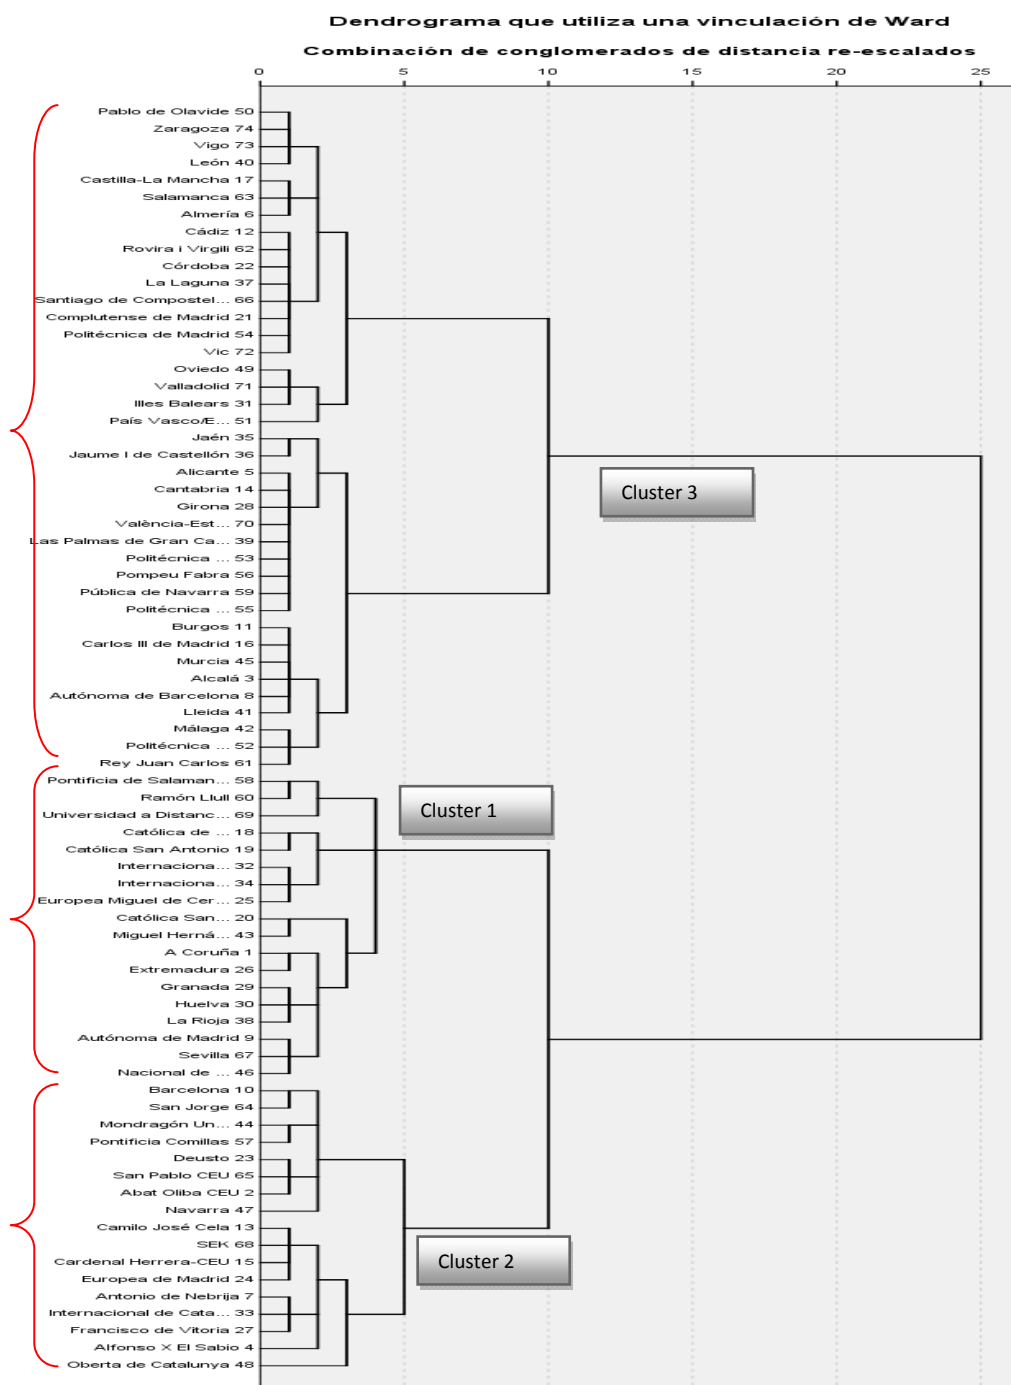 Dendrograma que utiliza una vinculación de Ward
Combinación de conglomerados de distancia re-escalados
0 5 10 15 20 25
Pablo de Olavide 50
Zaragoza 74
Vigo 73
León 40
Castilla-La Mancha 17
Salamanca 63
Almería 6
Cádiz 12
Rovira i Virgili 62
Córdoba 22
La Laguna 37
Santiago de Compostel... 66
Complutense de Madrid 21
Politécnica de Madrid 54
Vic 72
Oviedo 49
Valladolid 71
Illes Balears 31
País Vasco/E... 51
Jaén 35
Jaume I de Castellón 36
Cluster 3
Alicante 5
Cantabria 14
Girona 28
València-Est... 70
Las Palmas de Gran Ca... 39
Politécnica ... 53
Pompeu Fabra 56
Pública de Navarra 59
Politécnica ... 55
Burgos 11
Carlos III de Madrid 16
Murcia 45
Alcalá 3
Autónoma de Barcelona 8
Lleida 41
Málaga 42
Politécnica ... 52
Rey Juan Carlos 61
Pontificia de Salaman... 58
Ramón Llull 60
Cluster 1
Universidad a Distanc... 69
Católica de ... 18
Católica San Antonio 19
Internaciona... 32
Internaciona... 34
Europea Miguel de Cer... 25
Católica San... 20
Miguel Herná... 43
A Coruña 1
Extremadura 26
Granada 29
Huelva 30
La Rioja 38
Autónoma de Madrid 9
Sevilla 67
Nacional de ... 46
Barcelona 10
San Jorge 64
Mondragón Un... 44
Pontificia Comillas 57
Deusto 23
San Pablo CEU 65
Abat Oliba CEU 2
Navarra 47
Camilo José Cela 13
SEK 68
Cardenal Herrera-CEU 15
Cluster 2
Europea de Madrid 24
Antonio de Nebrija 7
Internacional de Cata... 33
Francisco de Vitoria 27
Alfonso X El Sabio 4
Oberta de Catalunya 48